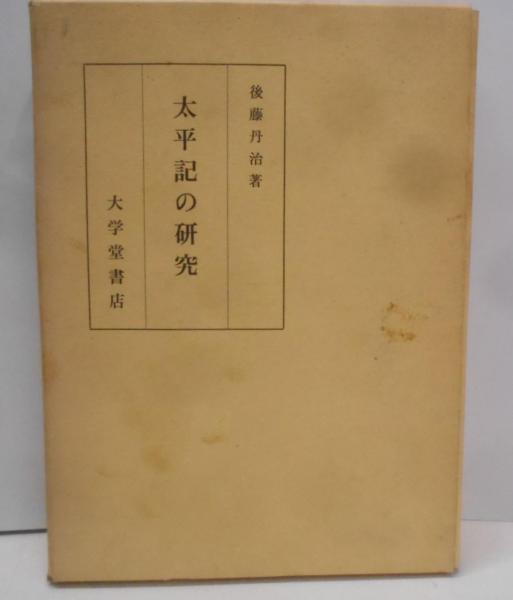 後藤丹治著
太平記の研究
大学堂書店